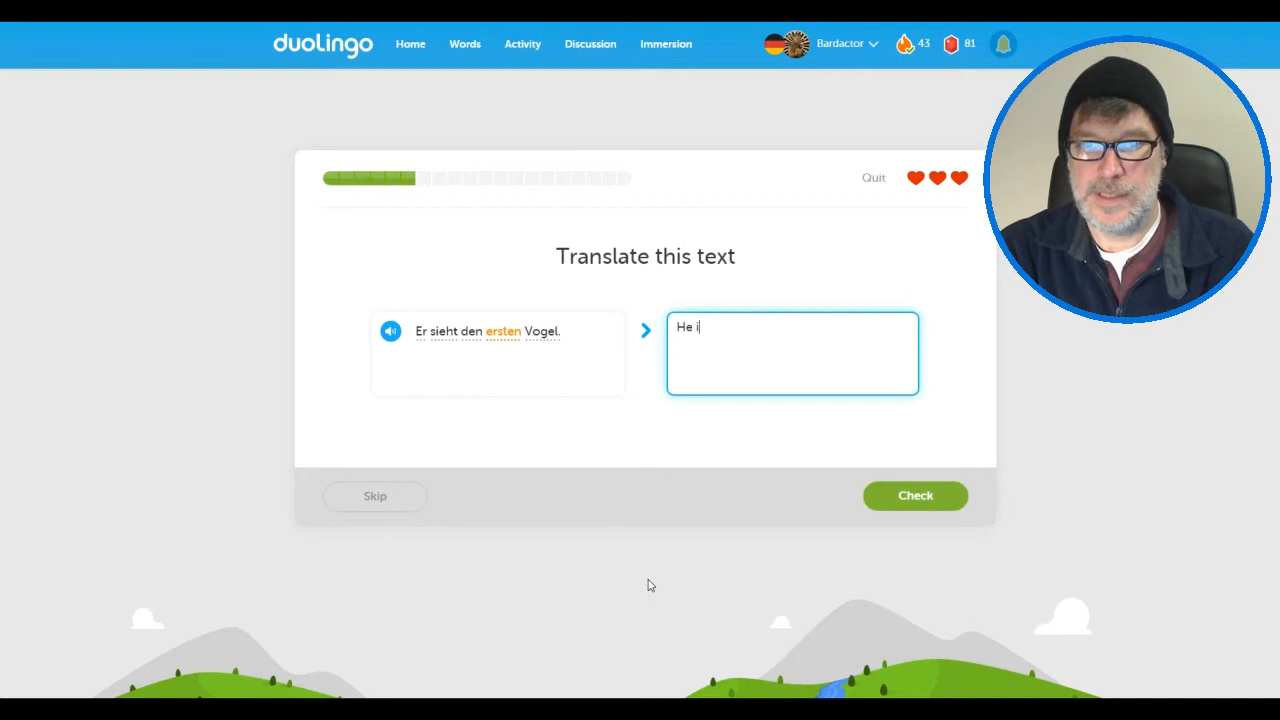 duolingo Home Words Activity Discussion Immersion Bardactor 43 81
Quit
Translate this text
Er sieht den ersten Vogel.
He i
Skip Check